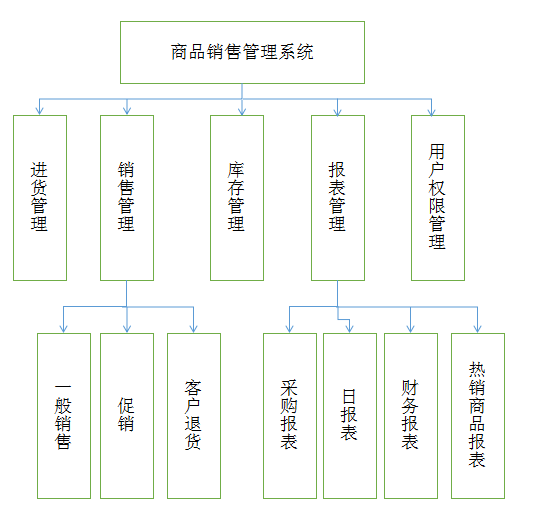 商品销售管理系统
进货管理
销售管理
库存管理
报表管理
用户权限管理
一般销售
促销
客户退货
采购报表
日报表
财务报表
热销商品报表